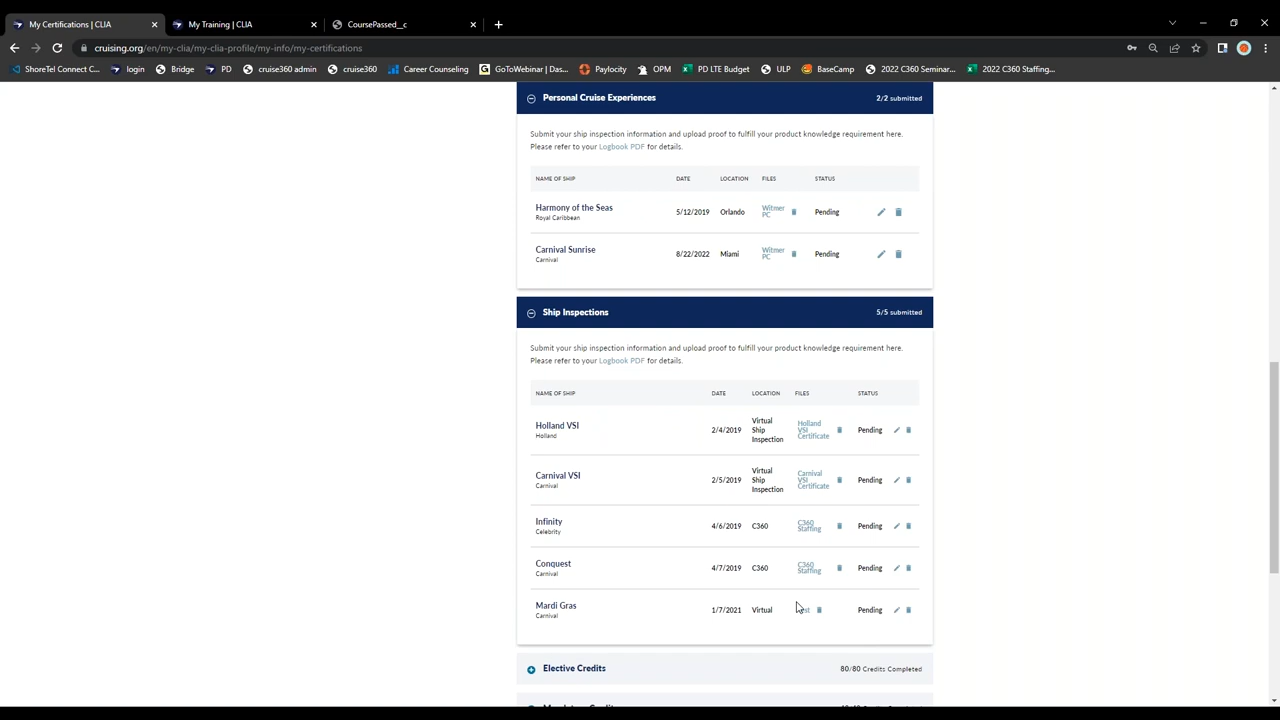 My Certifications | CLIA
My Training | CLIA
CoursePassed__c
cruising.org/en/my-clia/my-clia-profile/my-info/my-certifications
ShoreTel Connect C... login Bridge PD cruise360 admin cruise360 Career Counseling GoToWebinar | Das... Paylocity OPM PD LTE Budget ULP BaseCamp 2022 C360 Seminar... 2022 C360 Staffing...
Personal Cruise Experiences 2/2 submitted
Submit your ship inspection information and upload proof to fulfill your product knowledge requirement here.
Please refer to your Logbook PDF for details.
NAME OF SHIP DATE LOCATION FILES STATUS
Harmony of the Seas 5/12/2019 Orlando Witmer PC Pending
Royal Caribbean
Carnival Sunrise 8/22/2022 Miami Witmer PC Pending
Carnival
Ship Inspections 5/5 submitted
Submit your ship inspection information and upload proof to fulfill your product knowledge requirement here.
Please refer to your Logbook PDF for details.
NAME OF SHIP DATE LOCATION FILES STATUS
Holland VSI 2/4/2019 Virtual Ship Inspection Holland VSI Certificate Pending
Holland
Carnival VSI 2/5/2019 Virtual Ship Inspection Carnival VSI Certificate Pending
Carnival
Infinity 4/6/2019 C360 C360 Staffing Pending
Celebrity
Conquest 4/7/2019 C360 C360 Staffing Pending
Carnival
Mardi Gras 1/7/2021 Virtual Pending
Carnival
Elective Credits 80/80 Credits Completed